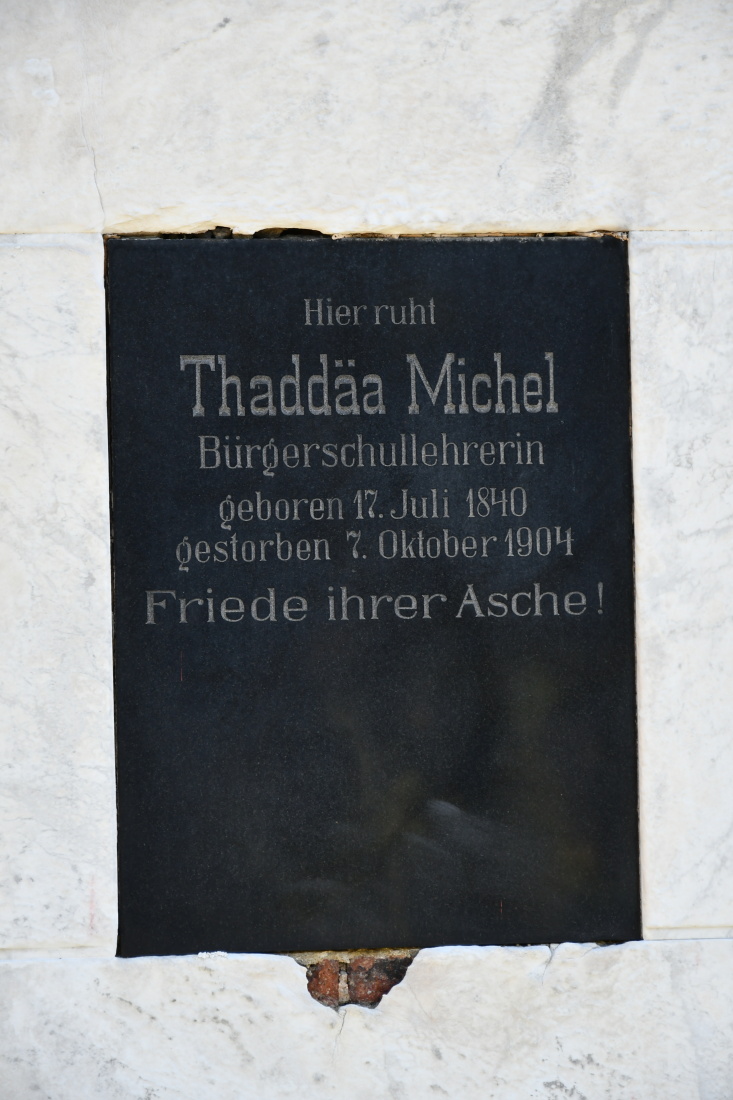 Hier ruht
Thaddäa Michel
Bürgerschullehrerin
geboren 17. Juli 1840
gestorben 7. Oktober 1904
Friede ihrer Asche!